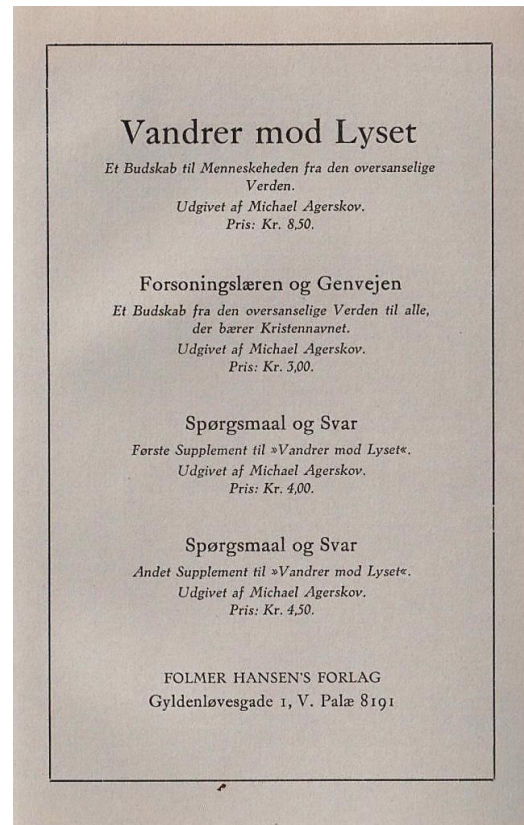 Vandrer mod Lyset
Et Budskab til Menneskeheden fra den oversanselige
Verden.
Udgivet af Michael Agerskov.
Pris: Kr. 8,50.
Forsoningslæren og Genvejen
Et Budskab fra den oversanselige Verden til alle,
der bærer Kristennavnet.
Udgivet af Michael Agerskov.
Pris: Kr. 3,00.
Spørgsmaal og Svar
Første Supplement til »Vandrer mod Lyset«.
Udgivet af Michael Agerskov.
Pris: Kr. 4,00.
Spørgsmaal og Svar
Andet Supplement til »Vandrer mod Lyset«.
Udgivet af Michael Agerskov.
Pris: Kr. 4,50.
FOLMER HANSEN'S FORLAG
Gyldenløvesgade 1, V. Palæ 8191